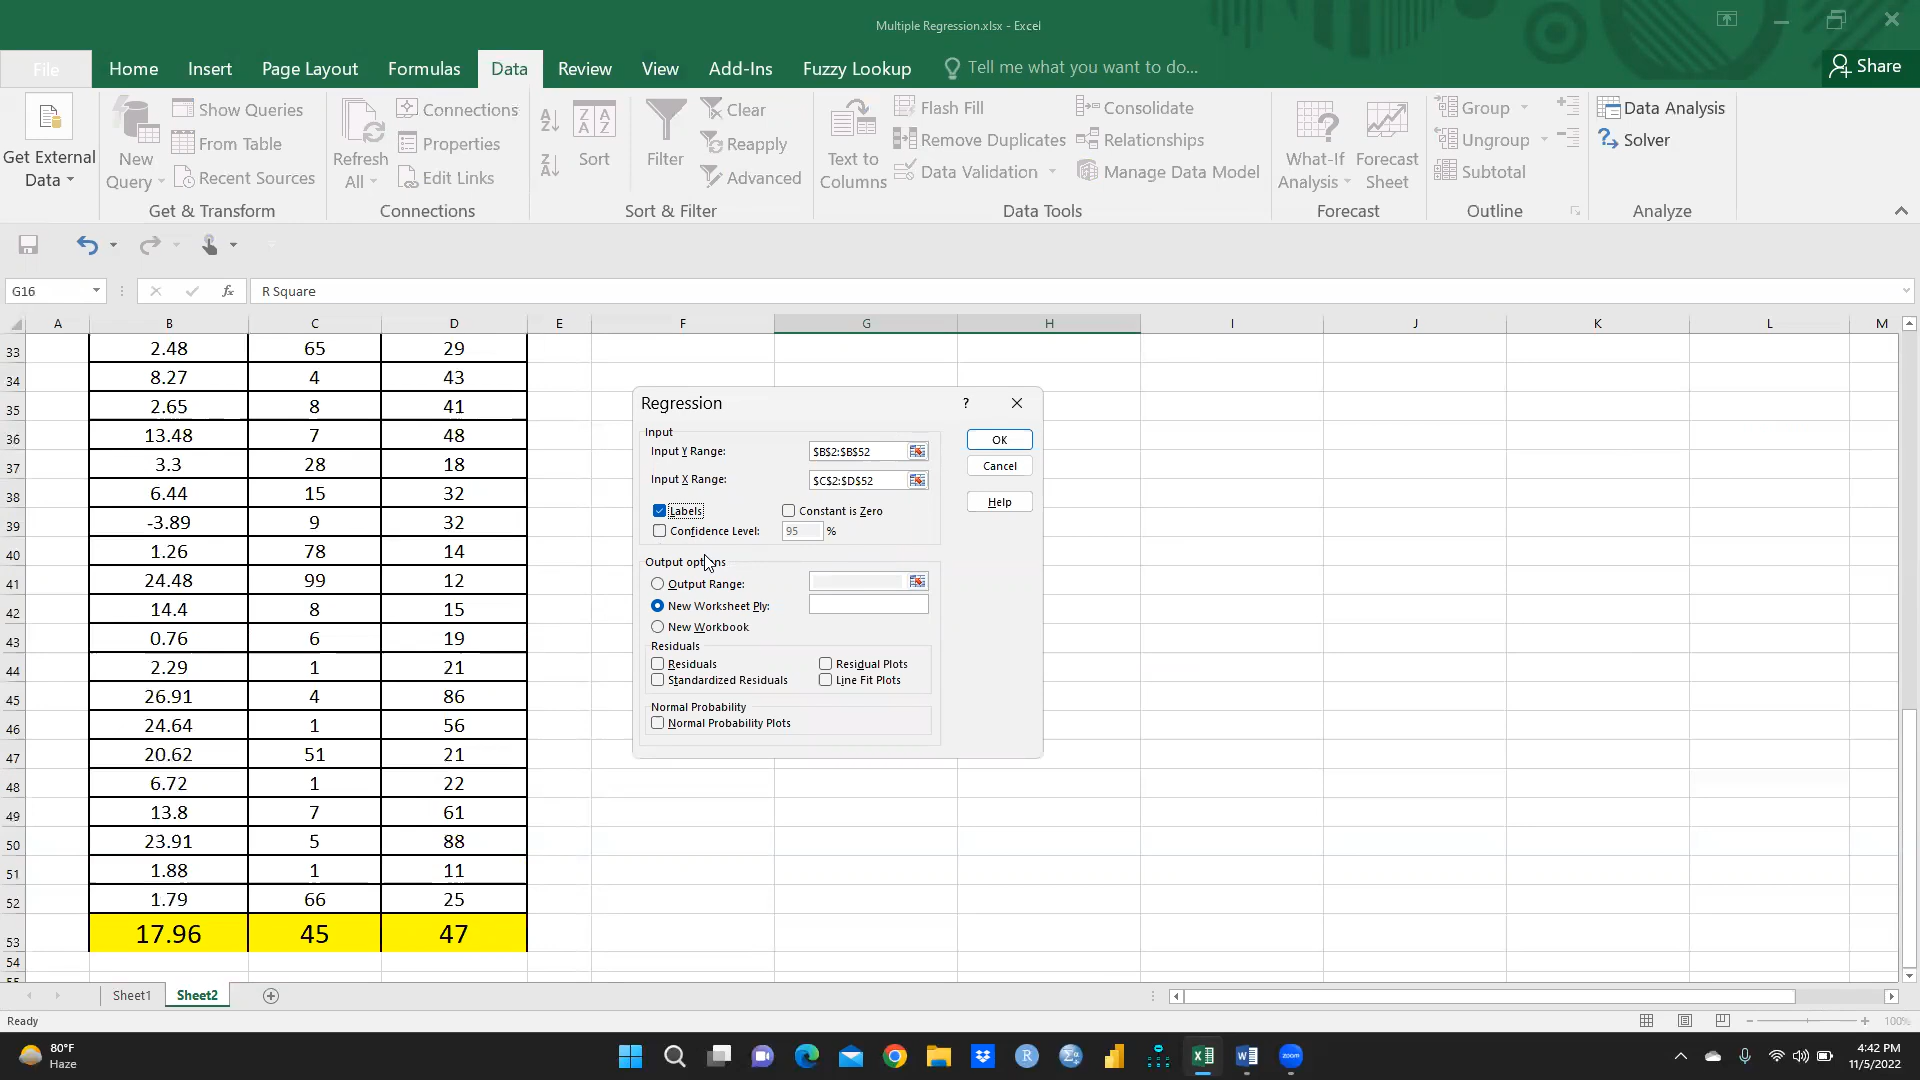 Multiple Regression.xlsx - Excel
File Home Insert Page Layout Formulas Data Review View Add-Ins Fuzzy Lookup Tell me what you want to do... Share
Get External Data
New Query
Show Queries
From Table
Recent Sources
Get & Transform
Refresh All
Connections
Properties
Edit Links
Connections
Sort
Filter
Clear
Reapply
Advanced
Sort & Filter
Text to Columns
Flash Fill
Remove Duplicates
Data Validation
Consolidate
Relationships
Manage Data Model
Data Tools
What-If Analysis
Forecast Sheet
Forecast
Group
Ungroup
Subtotal
Outline
Data Analysis
Solver
Analyze
G16 fx R Square
A B C D E F G H I J K L M
33 2.48 65 29
34 8.27 4 43
35 2.65 8 41
36 13.48 7 48
37 3.3 28 18
38 6.44 15 32
39 -3.89 9 32
40 1.26 78 14
41 24.48 99 12
42 14.4 8 15
43 0.76 6 19
44 2.29 1 21
45 26.91 4 86
46 24.64 1 56
47 20.62 51 21
48 6.72 1 22
49 13.8 7 61
50 23.91 5 88
51 1.88 1 11
52 1.79 66 25
53 17.96 45 47
54
Regression ?
Input
Input Y Range: $B$2:$B$52
Input X Range: $C$2:$D$52
Labels Constant is Zero
Confidence Level: 95 %
OK
Cancel
Help
Output options
Output Range:
New Worksheet Ply:
New Workbook
Residuals
Residuals Residual Plots
Standardized Residuals Line Fit Plots
Normal Probability
Normal Probability Plots
Sheet1 Sheet2
Ready 100%
80°F
Haze
zoom
4:42 PM
11/5/2022